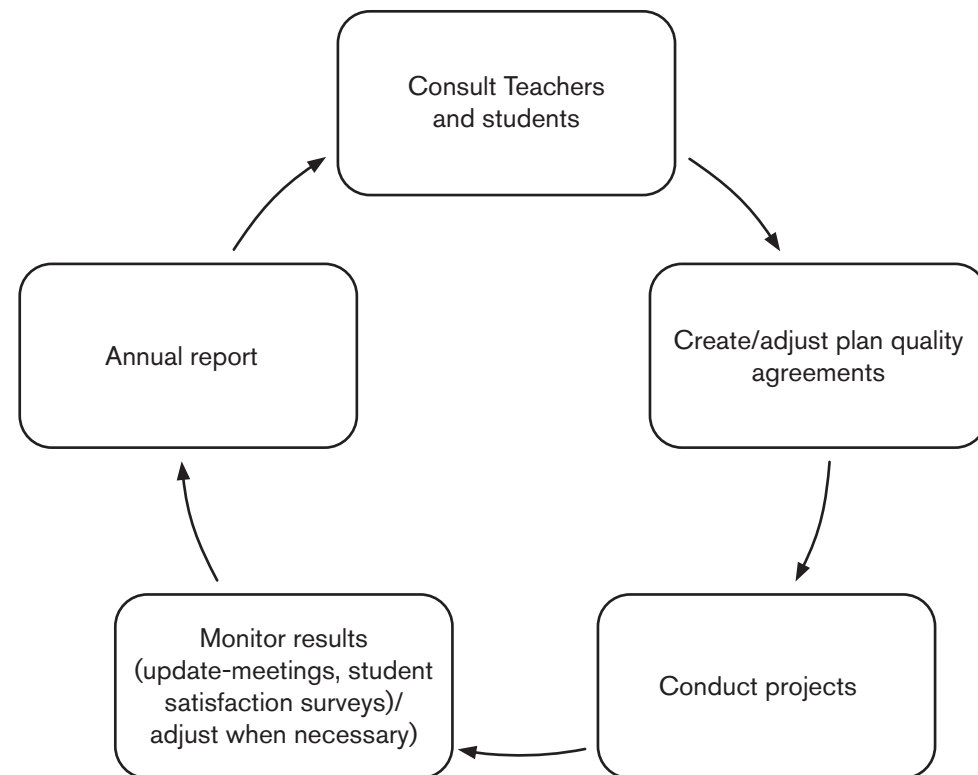 Consult Teachers
and students
Create/adjust plan quality
agreements
Conduct projects
Monitor results
(update-meetings, student
satisfaction surveys)/
adjust when necessary)
Annual report